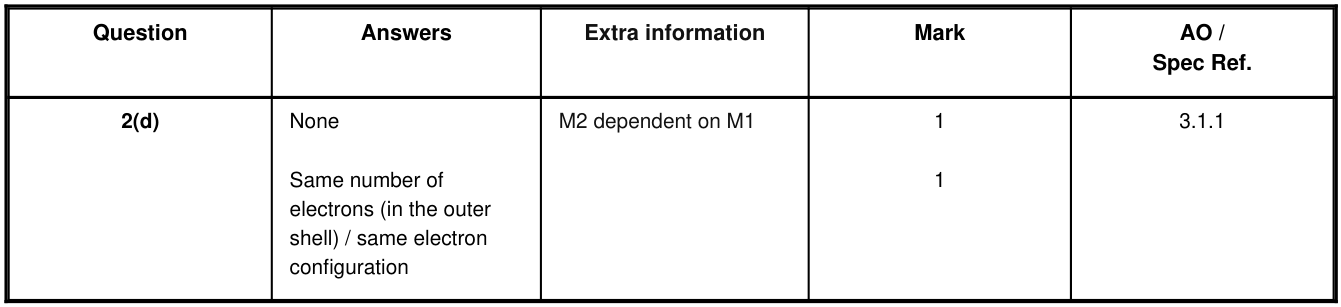 Question Answers Extra information Mark AO /
Spec Ref.
2(d) None M2 dependent on M1 1 3.1.1
Same number of 1
electrons (in the outer
shell) / same electron
configuration